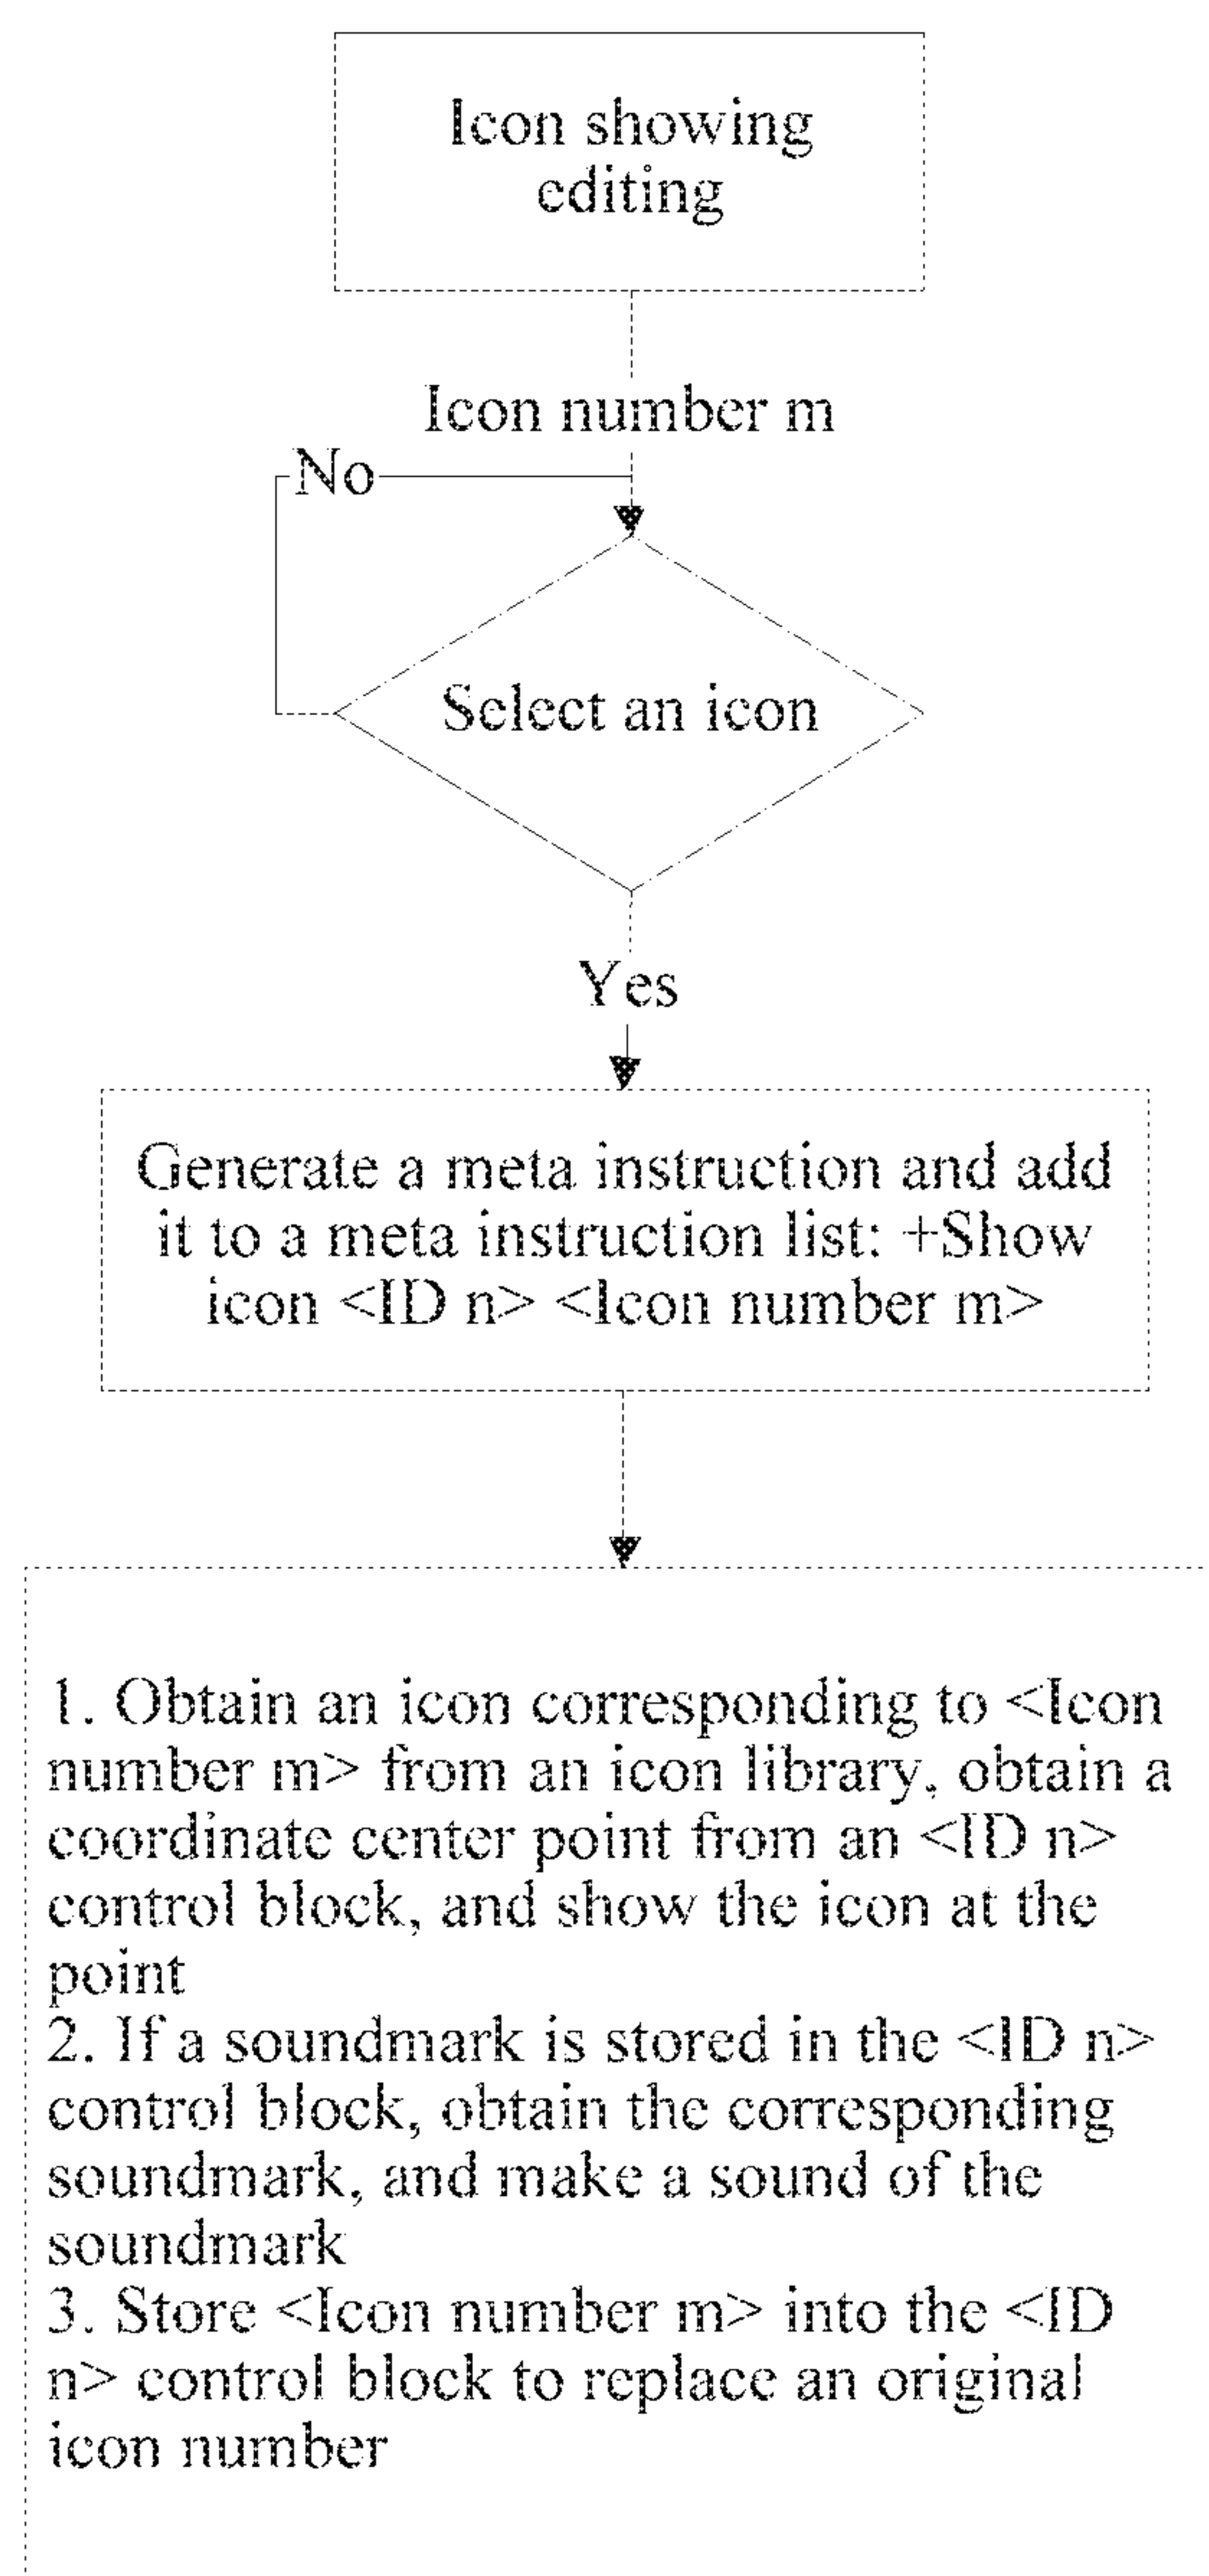 Icon showing
editing
Icon number m
No
Select an icon
Yes
Generate a meta instruction and add
it to a meta instruction list: +Show
icon <ID n> <Icon number m>
1. Obtain an icon corresponding to <Icon
number m> from an icon library, obtain a
coordinate center point from an <ID n>
control block, and show the icon at the
point
2. If a soundmark is stored in the <ID n>
control block, obtain the corresponding
soundmark, and make a sound of the
soundmark
3. Store <Icon number m> into the <ID
n> control block to replace an original
icon number